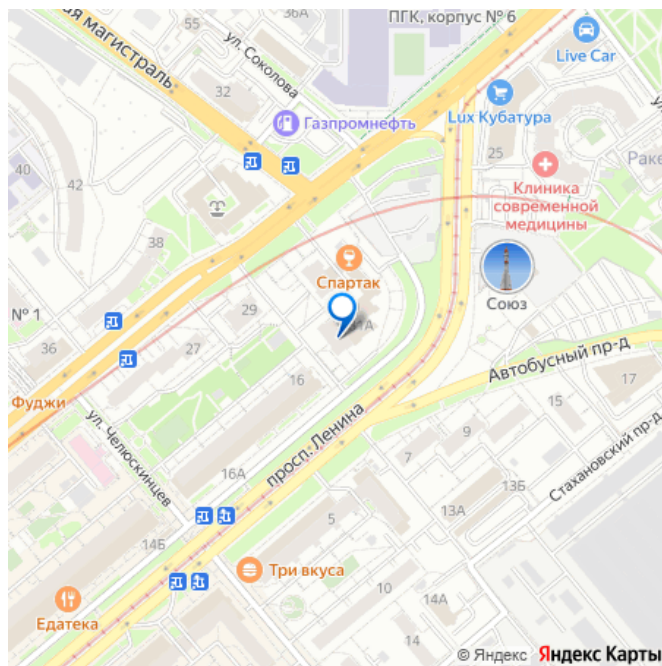 36А
ПГК, корпус № 6
55
ая магистраль
ул. Соколова
Live Car
32
Газпромнефть
Lux Кубатура
25
Раке
40
42
Клиника
современной
медицины
38
Спартак
Союз
№ 1
29
31А
36
27
Автобусный пр-д
16
17
Фуджи
15
ул. Челюскинцев
просп. Ленина
9
7
Стахановский пр-д
16А
13Б
13А
5
14Б
Три вкуса
10
14А
Едатека
14
© Яндекс Яндекс Карты